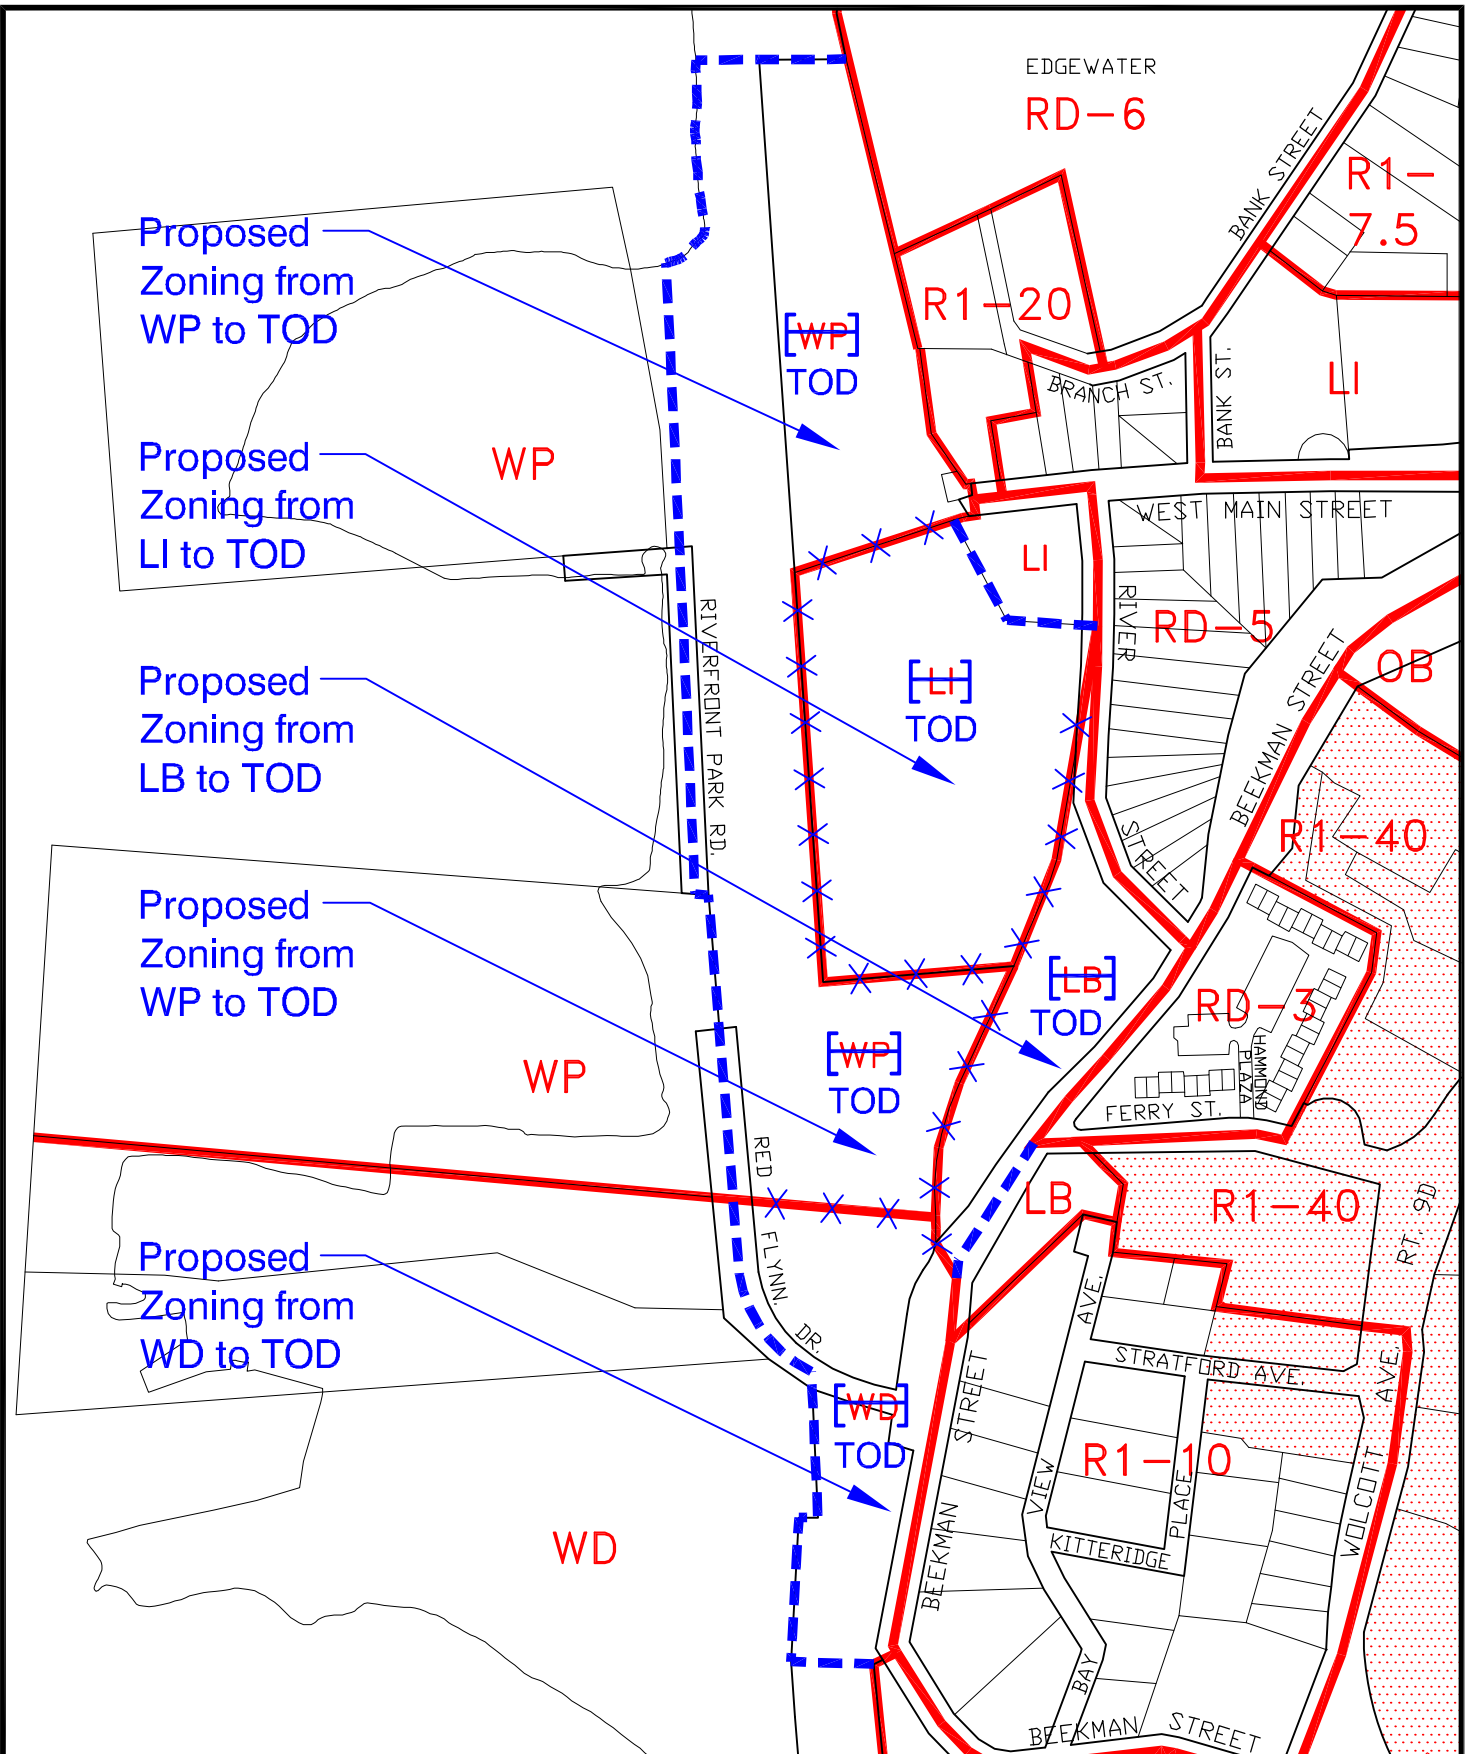 EDGEWATER
RD-6
BANK STREET
R1-
7.5
Proposed
Zoning from
WP to TOD
R1-20
[WP]
TOD
BRANCH ST.
BANK ST.
LI
Proposed
Zoning from
LI to TOD
WP
WEST MAIN STREET
LI
RIVERFRONT PARK RD.
RIVER
STREET
RD-5
BEEKMAN STREET
OB
[LI]
TOD
Proposed
Zoning from
LB to TOD
R1-40
Proposed
Zoning from
WP to TOD
[LB]
TOD
RD-3
HAMMOND
PLAZA
FERRY ST.
WP
[WP]
TOD
RED FLYNN. DR.
LB
R1-40
RT. 9D
Proposed
Zoning from
WD to TOD
STRATFORD AVE.
[WD]
TOD
BEEKMAN STREET
BAY VIEW AVE.
R1-10
KITTERIDGE
PLACE
WOLCOTT AVE.
WD
BEEKMAN STREET